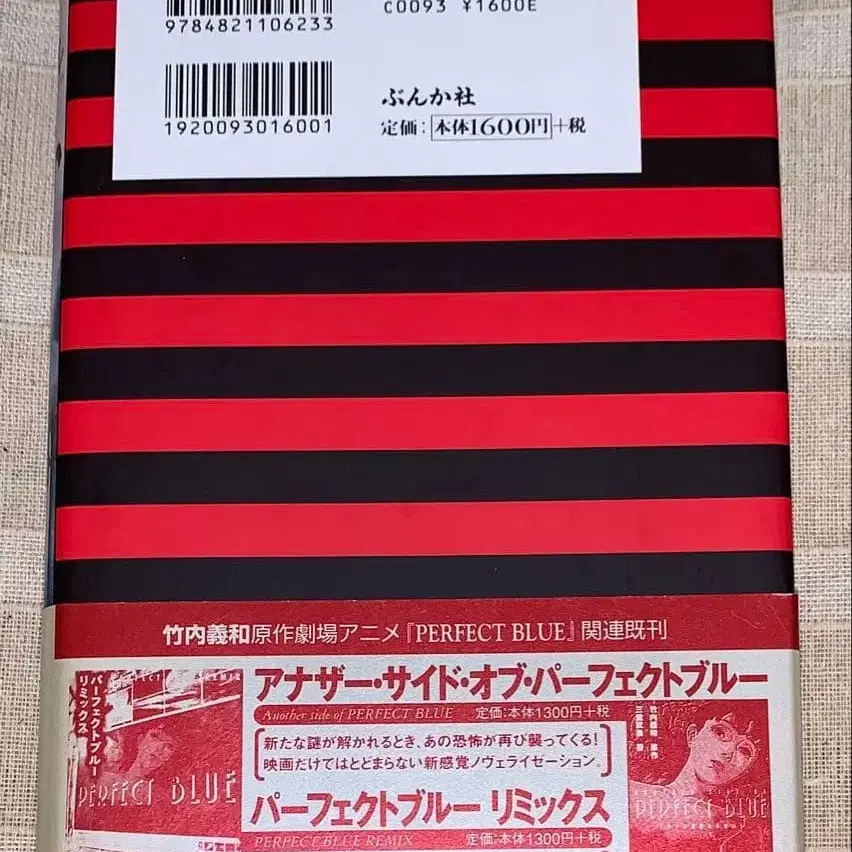 9784821106233
C0093 ¥1600E
1920093016001
ぶんか社
定価:本体1600円+税
竹内義和原作劇場アニメ『PERFECT BLUE』関連既刊
アナザー・サイド・オブ・パーフェクトブルー
Another side of PERFECT BLUE 定価:本体1300円+税
新たな謎が解かれるとき、あの恐怖が再び襲ってくる!
映画だけではとどまらない新感覚ノヴェライゼーション。
パーフェクトブルー リミックス
PERFECT BLUE REMIX 定価:本体1300円+税
パーフェクトブルー
リミックス
PERFECT BLUE
竹内義和 原作
PERFECT BLUE